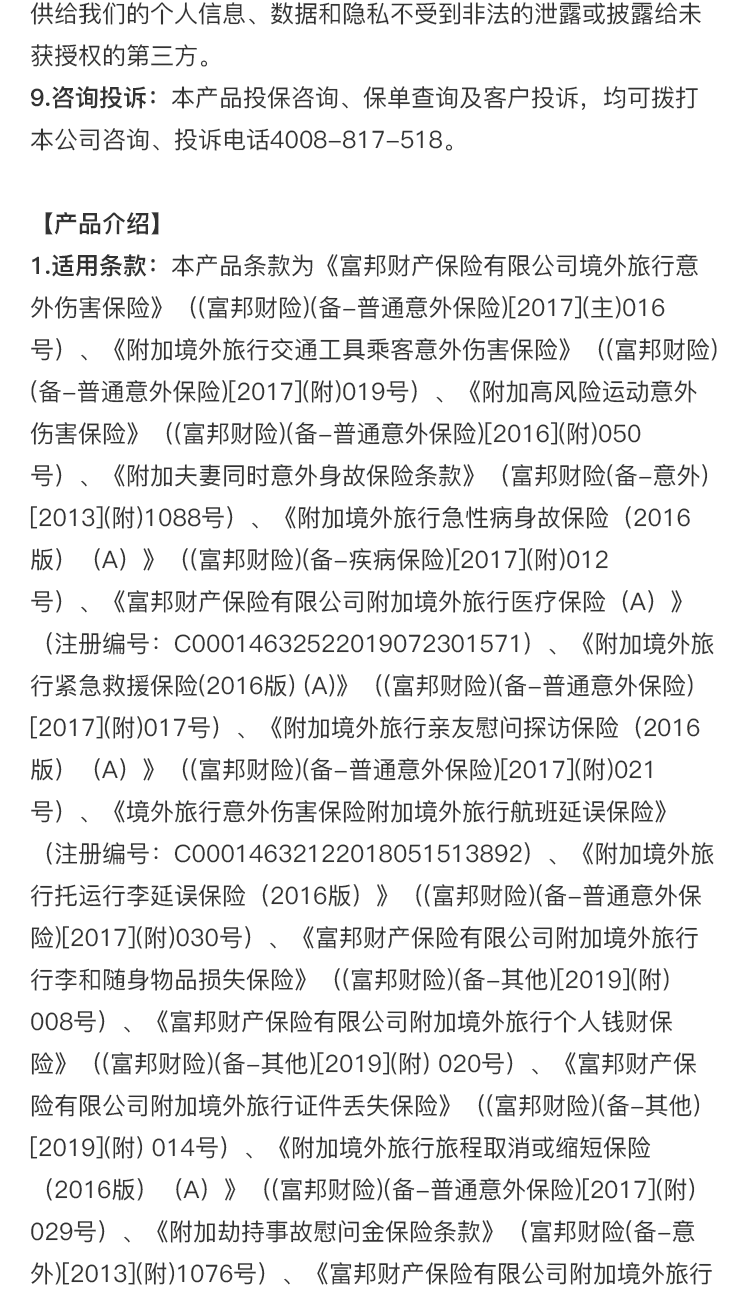 供给我们的个人信息、数据和隐私不受到非法的泄露或披露给未
获授权的第三方。
9.咨询投诉：本产品投保咨询、保单查询及客户投诉，均可拨打
本公司咨询、投诉电话4008-817-518。
【产品介绍】
1.适用条款：本产品条款为《富邦财产保险有限公司境外旅行意
外伤害保险》（(富邦财险)(备-普通意外保险)[2017](主)016
号）、《附加境外旅行交通工具乘客意外伤害保险》（(富邦财险)
(备-普通意外保险)[2017](附)019号）、《附加高风险运动意外
伤害保险》（(富邦财险)(备-普通意外保险)[2016](附)050
号）、《附加夫妻同时意外身故保险条款》（富邦财险(备-意外)
[2013](附)1088号）、《附加境外旅行急性病身故保险（2016
版）（A）》（(富邦财险)(备-疾病保险)[2017](附)012
号）、《富邦财产保险有限公司附加境外旅行医疗保险（A）》
（注册编号：C00014632522019072301571）、《附加境外旅
行紧急救援保险(2016版) (A)》（(富邦财险)(备-普通意外保险)
[2017](附)017号）、《附加境外旅行亲友慰问探访保险（2016
版）（A）》（(富邦财险)(备-普通意外保险)[2017](附)021
号）、《境外旅行意外伤害保险附加境外旅行航班延误保险》
（注册编号：C00014632122018051513892）、《附加境外旅
行托运行李延误保险（2016版）》（(富邦财险)(备-普通意外保
险)[2017](附)030号）、《富邦财产保险有限公司附加境外旅行
行李和随身物品损失保险》（(富邦财险)(备-其他)[2019](附)
008号）、《富邦财产保险有限公司附加境外旅行个人钱财保
险》（(富邦财险)(备-其他)[2019](附) 020号）、《富邦财产保
险有限公司附加境外旅行证件丢失保险》（(富邦财险)(备-其他)
[2019](附) 014号）、《附加境外旅行旅程取消或缩短保险
（2016版）（A）》（(富邦财险)(备-普通意外保险)[2017](附)
029号）、《附加劫持事故慰问金保险条款》（富邦财险(备-意
外)[2013](附)1076号）、《富邦财产保险有限公司附加境外旅行